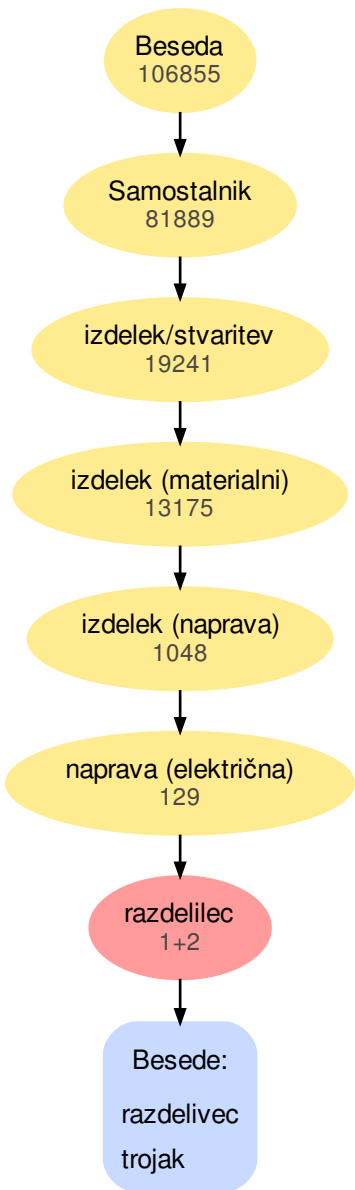 Beseda
106855
Samostalnik
81889
izdelek/stvaritev
19241
izdelek (materialni)
13175
izdelek (naprava)
1048
naprava (električna)
129
razdelilec
1+2
Besede:
razdelivec
trojak